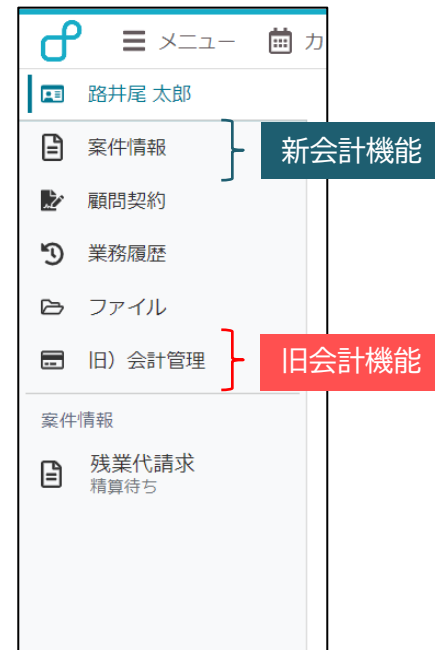 メニュー カ
路井尾 太郎
案件情報
新会計機能
顧問契約
業務履歴
ファイル
旧）会計管理
旧会計機能
案件情報
残業代請求
精算待ち